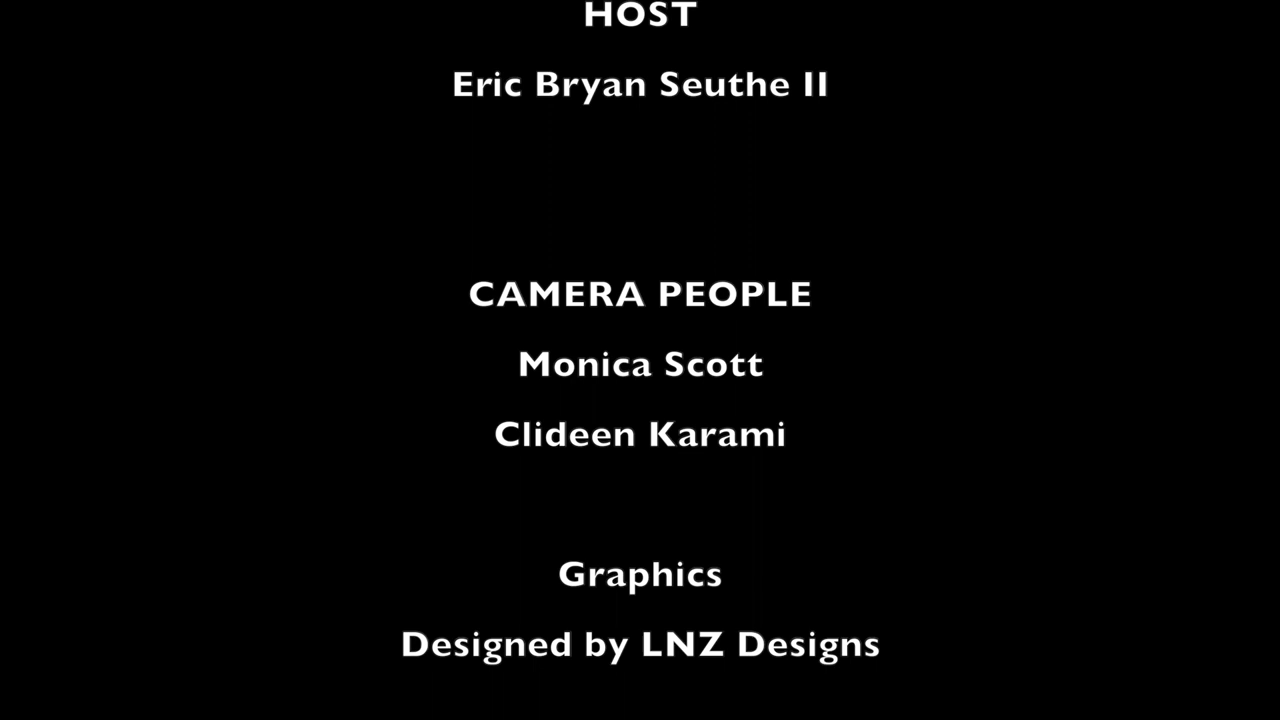 HOST
Eric Bryan Seuthe II
CAMERA PEOPLE
Monica Scott
Clideen Karami
Graphics
Designed by LNZ Designs